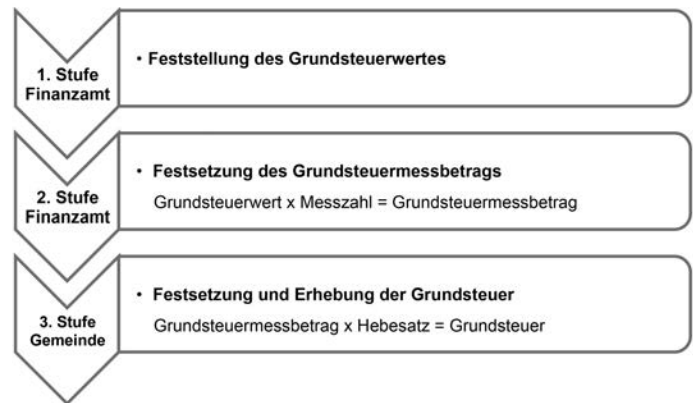 1. Stufe
Finanzamt
• Feststellung des Grundsteuerwertes
2. Stufe
Finanzamt
• Festsetzung des Grundsteuermessbetrags
Grundsteuerwert x Messzahl = Grundsteuermessbetrag
3. Stufe
Gemeinde
• Festsetzung und Erhebung der Grundsteuer
Grundsteuermessbetrag x Hebesatz = Grundsteuer